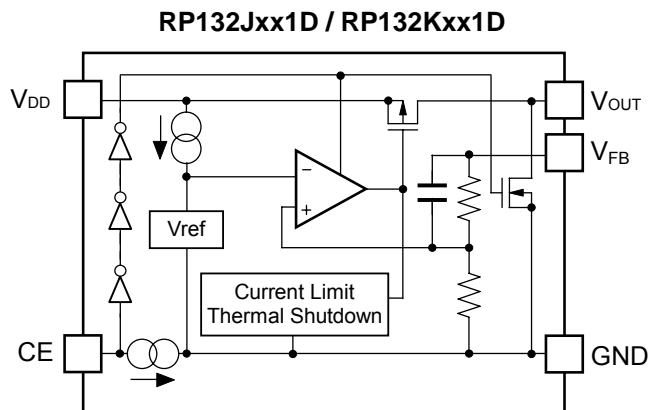 RP132Jxx1D / RP132Kxx1D
VDD
VOUT
VFB
−
+
Vref
Current Limit
Thermal Shutdown
CE
GND